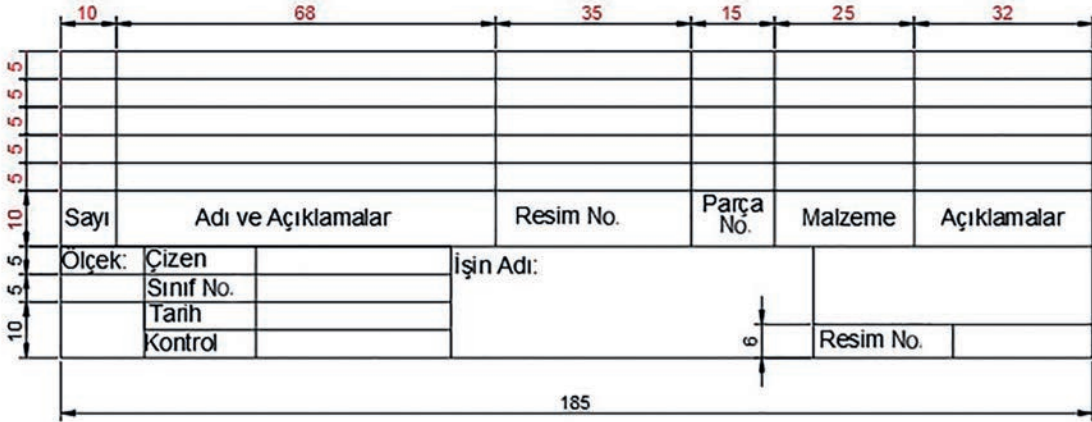 10 68 35 15 25 32
5
5
5
5
5
10
Sayı Adı ve Açıklamalar Resim No. Parça No. Malzeme Açıklamalar
5
5
10
Ölçek: Çizen İşin Adı:
Sınıf No.
Tarih
Kontrol 6 Resim No.
185